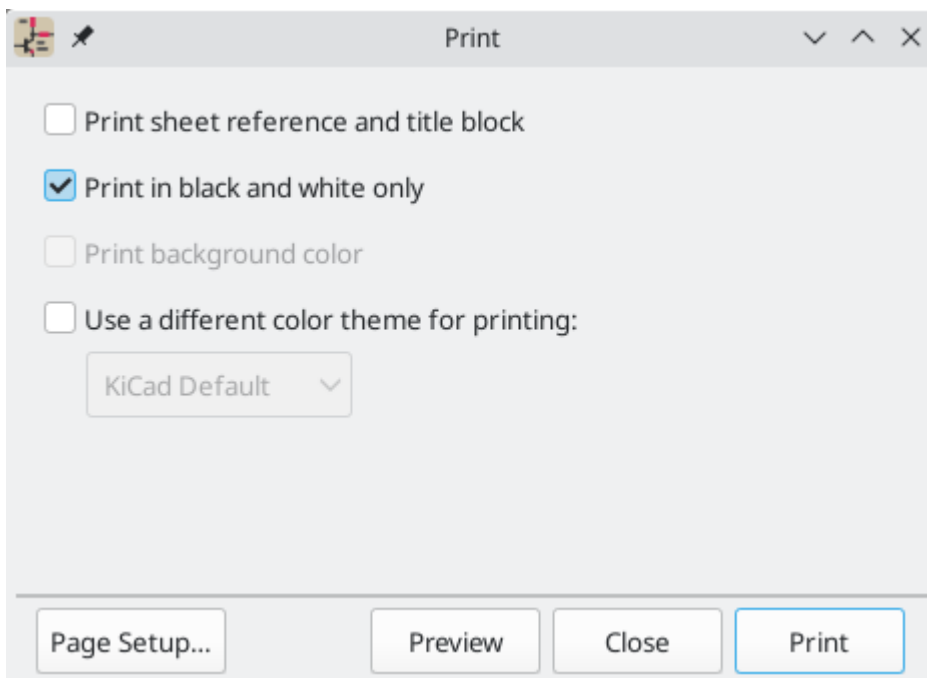 Print
Print sheet reference and title block
Print in black and white only
Print background color
Use a different color theme for printing:
KiCad Default
Page Setup... Preview Close Print